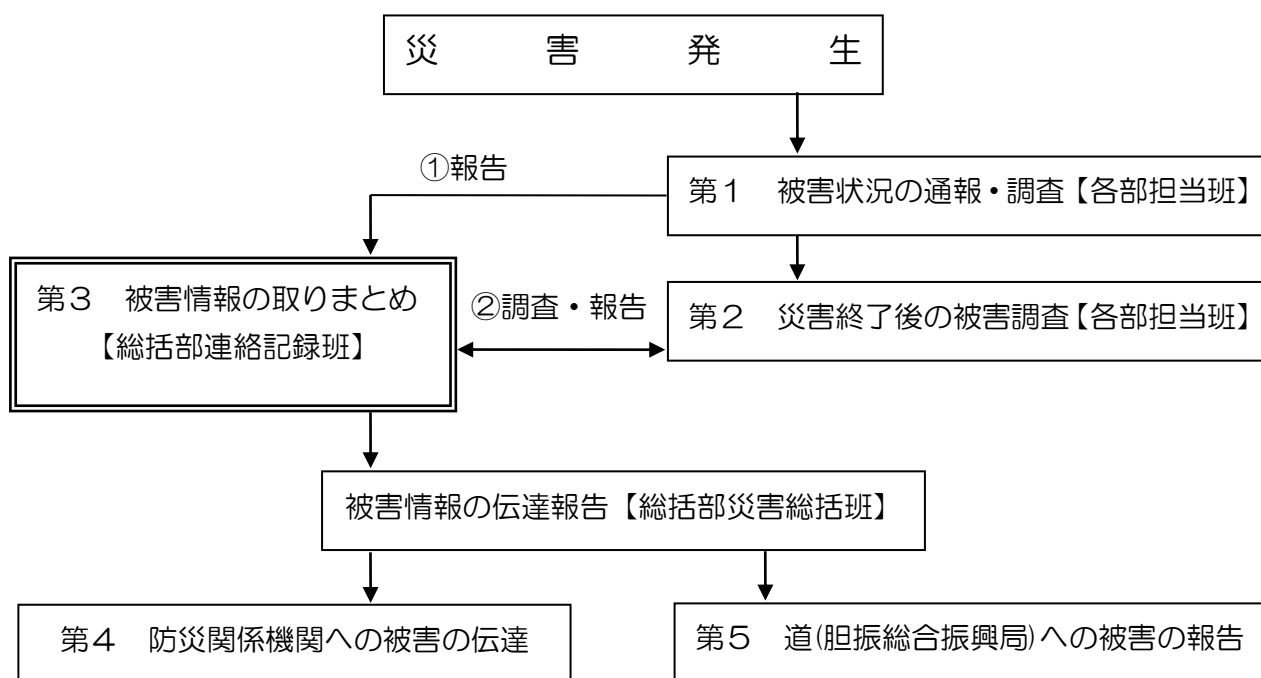 災　害　発　生
①報告
第１　被害状況の通報・調査【各部担当班】
第３　被害情報の取りまとめ
【総括部連絡記録班】
②調査・報告
第２　災害終了後の被害調査【各部担当班】
被害情報の伝達報告【総括部災害総括班】
第４　防災関係機関への被害の伝達
第５　道(胆振総合振興局)への被害の報告